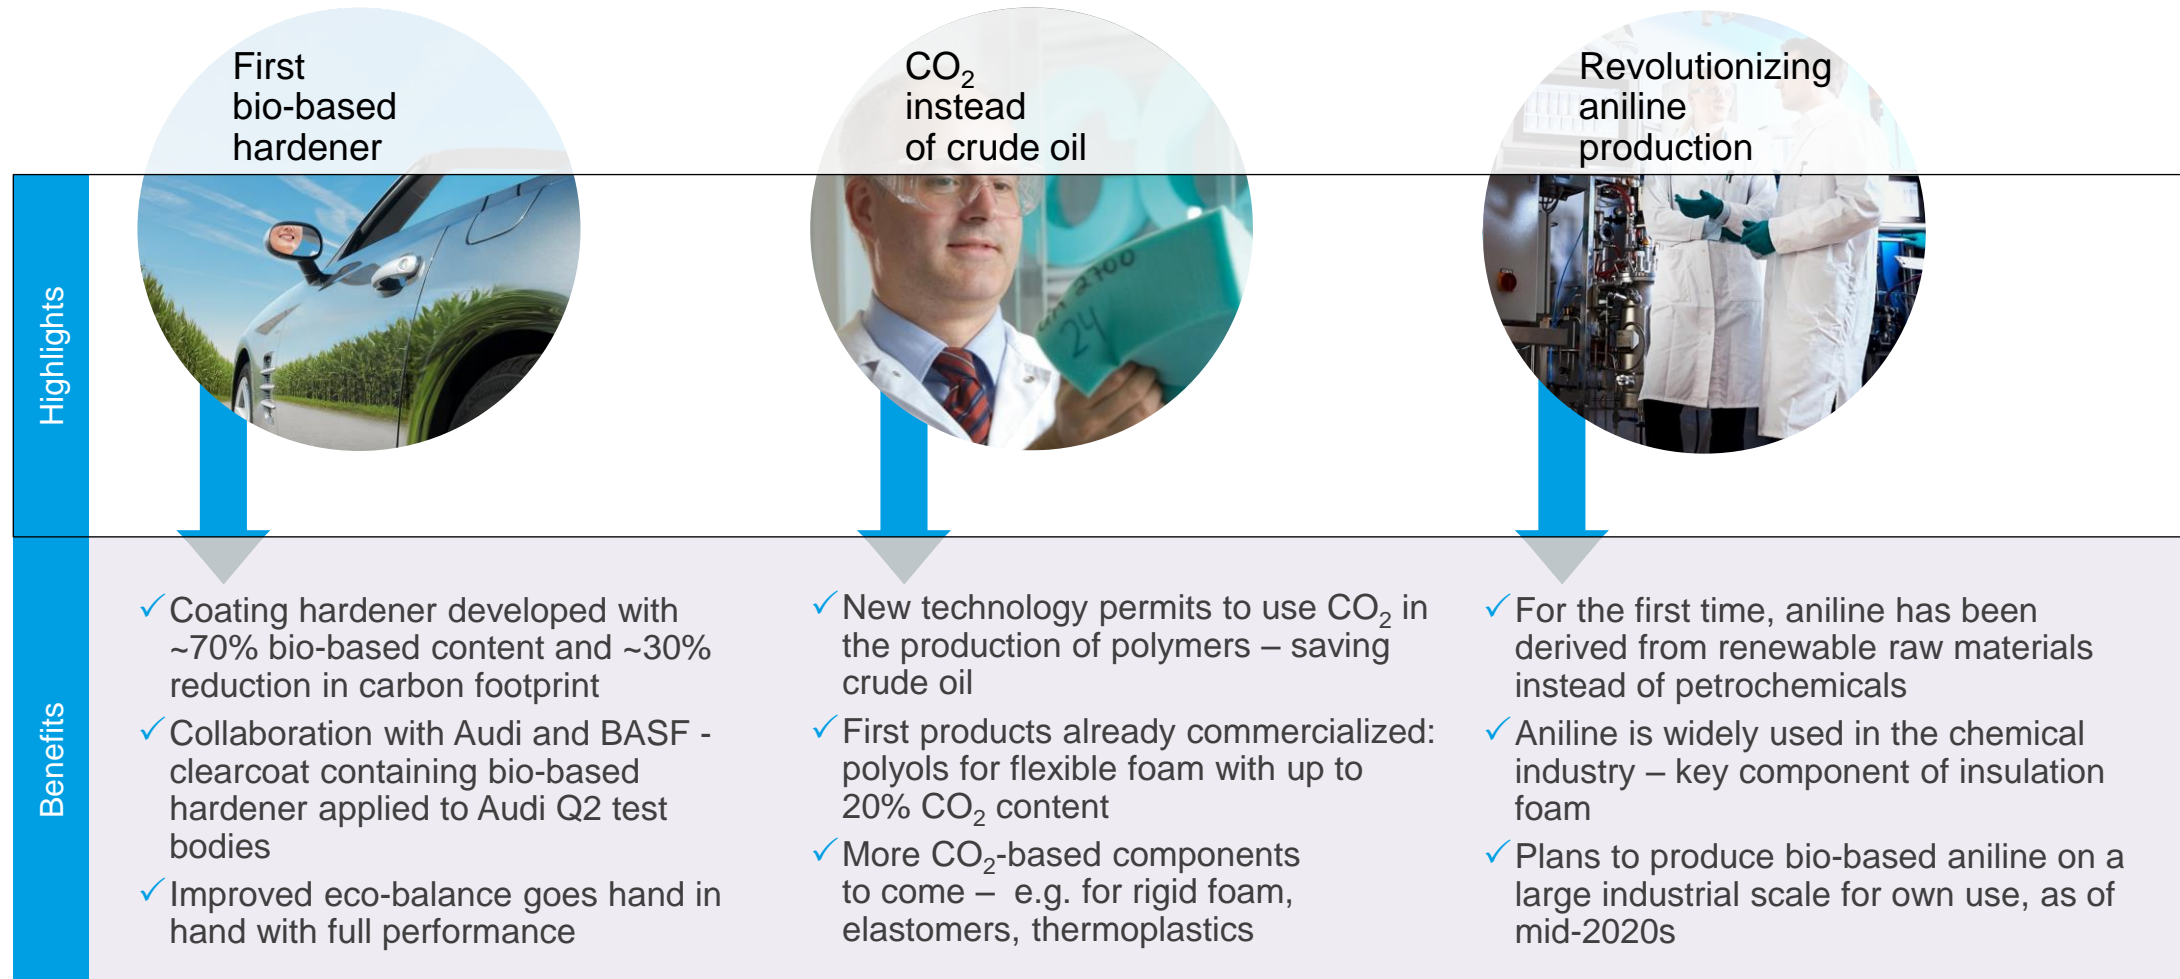 First
bio-based
hardener
CO₂
instead
of crude oil
Revolutionizing
aniline
production
Highlights
un 2700
24
Benefits
✓ Coating hardener developed with
~70% bio-based content and ~30%
reduction in carbon footprint
✓ Collaboration with Audi and BASF -
clearcoat containing bio-based
hardener applied to Audi Q2 test
bodies
✓ Improved eco-balance goes hand in
hand with full performance
✓ New technology permits to use CO₂ in
the production of polymers – saving
crude oil
✓ First products already commercialized:
polyols for flexible foam with up to
20% CO₂ content
✓ More CO₂-based components
to come – e.g. for rigid foam,
elastomers, thermoplastics
✓ For the first time, aniline has been
derived from renewable raw materials
instead of petrochemicals
✓ Aniline is widely used in the chemical
industry – key component of insulation
foam
✓ Plans to produce bio-based aniline on a
large industrial scale for own use, as of
mid-2020s